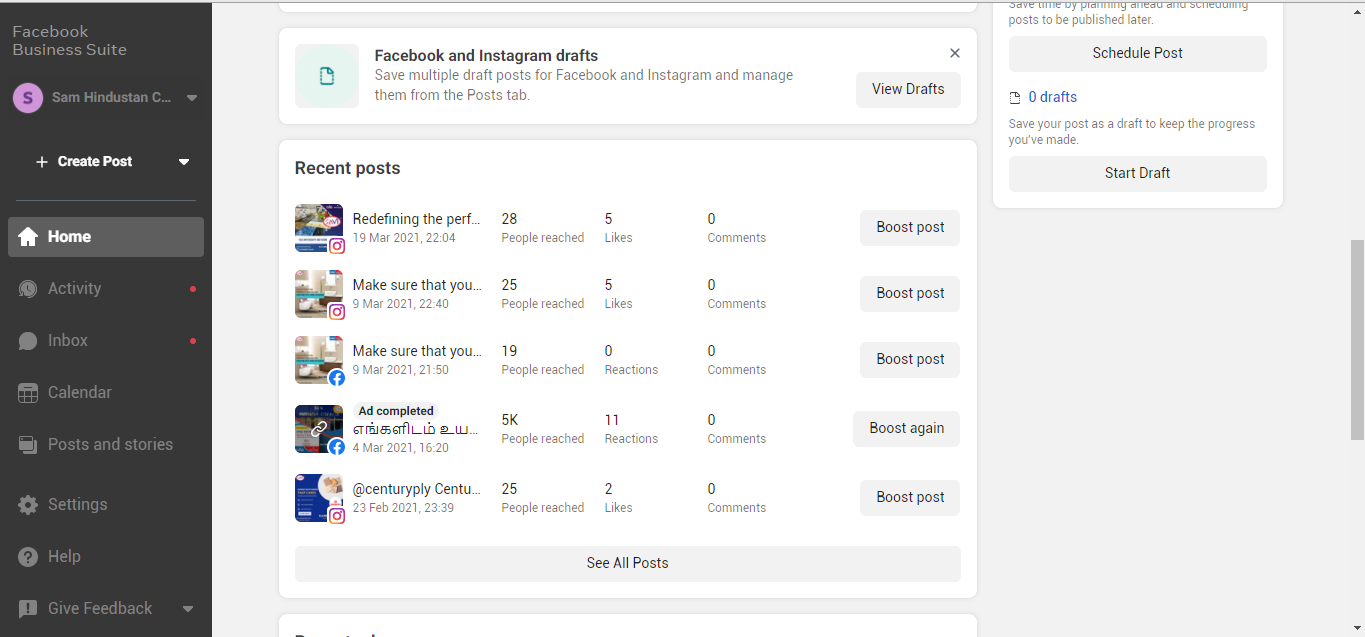 Facebook
Business Suite
S
Sam Hindustan C...
Create Post
Home
Activity
Inbox
Calendar
Posts and stories
Settings
Help
Give Feedback
Facebook and Instagram drafts
Save multiple draft posts for Facebook and Instagram and manage
them from the Posts tab.
View Drafts
Recent posts
Redefining the perf...
19 Mar 2021, 22:04
28
People reached
5
Likes
0
Comments
Boost post
Make sure that you...
9 Mar 2021, 22:40
25
People reached
5
Likes
0
Comments
Boost post
Make sure that you...
9 Mar 2021, 21:50
19
People reached
0
Reactions
0
Comments
Boost post
Ad completed
எங்களிடம் உய...
4 Mar 2021, 16:20
5K
People reached
11
Reactions
0
Comments
Boost again
@centuryply Centu...
23 Feb 2021, 23:39
25
People reached
2
Likes
0
Comments
Boost post
See All Posts
Save time by planning ahead and scheduling
posts to be published later.
Schedule Post
0 drafts
Save your post as a draft to keep the progress
you've made.
Start Draft